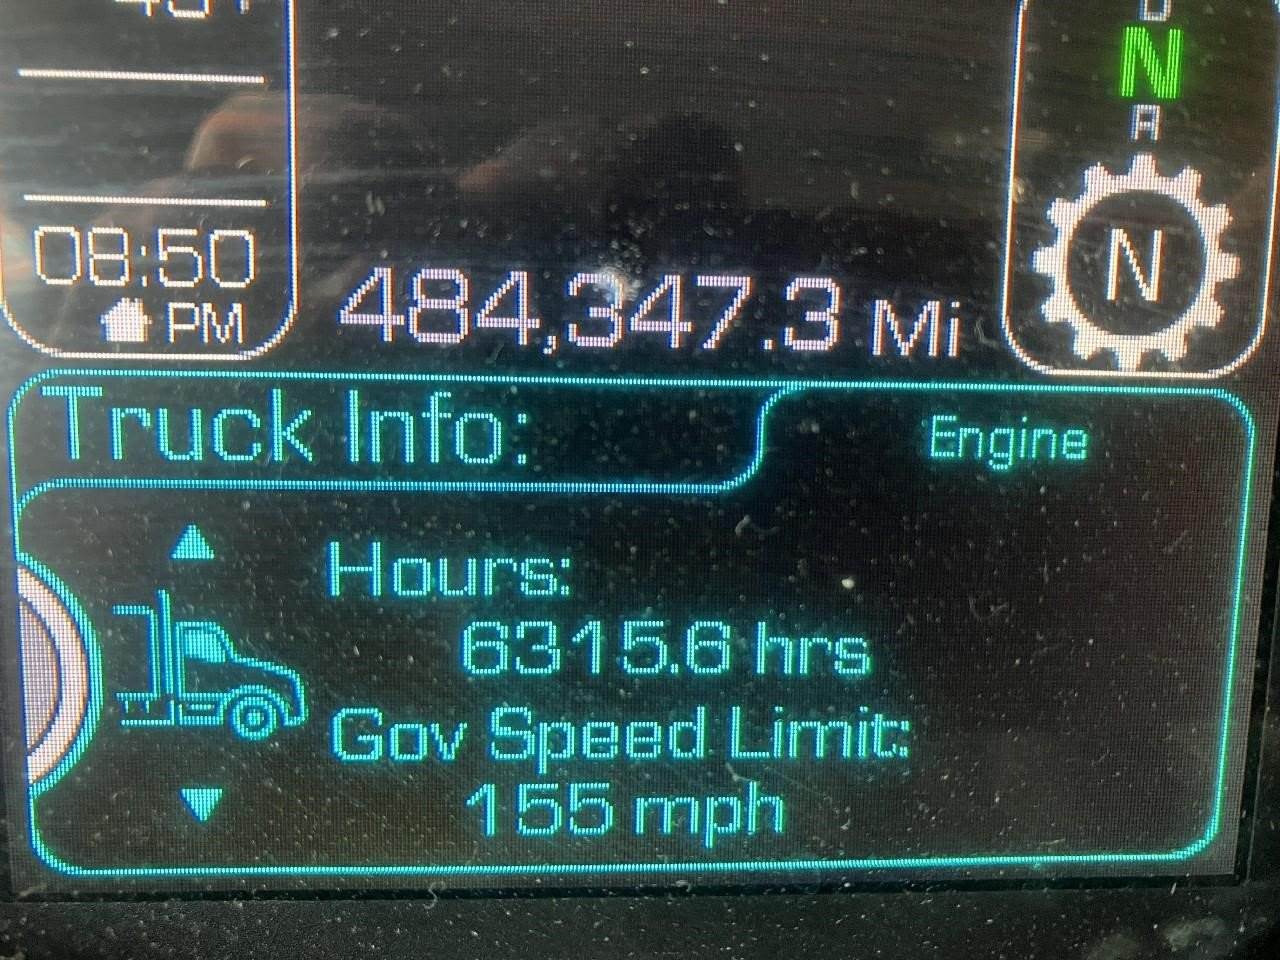 N
A
N
08:50
PM
484,347.3 Mi
Truck Info:
Engine
Hours:
6315.6 hrs
Gov Speed Limit:
155 mph